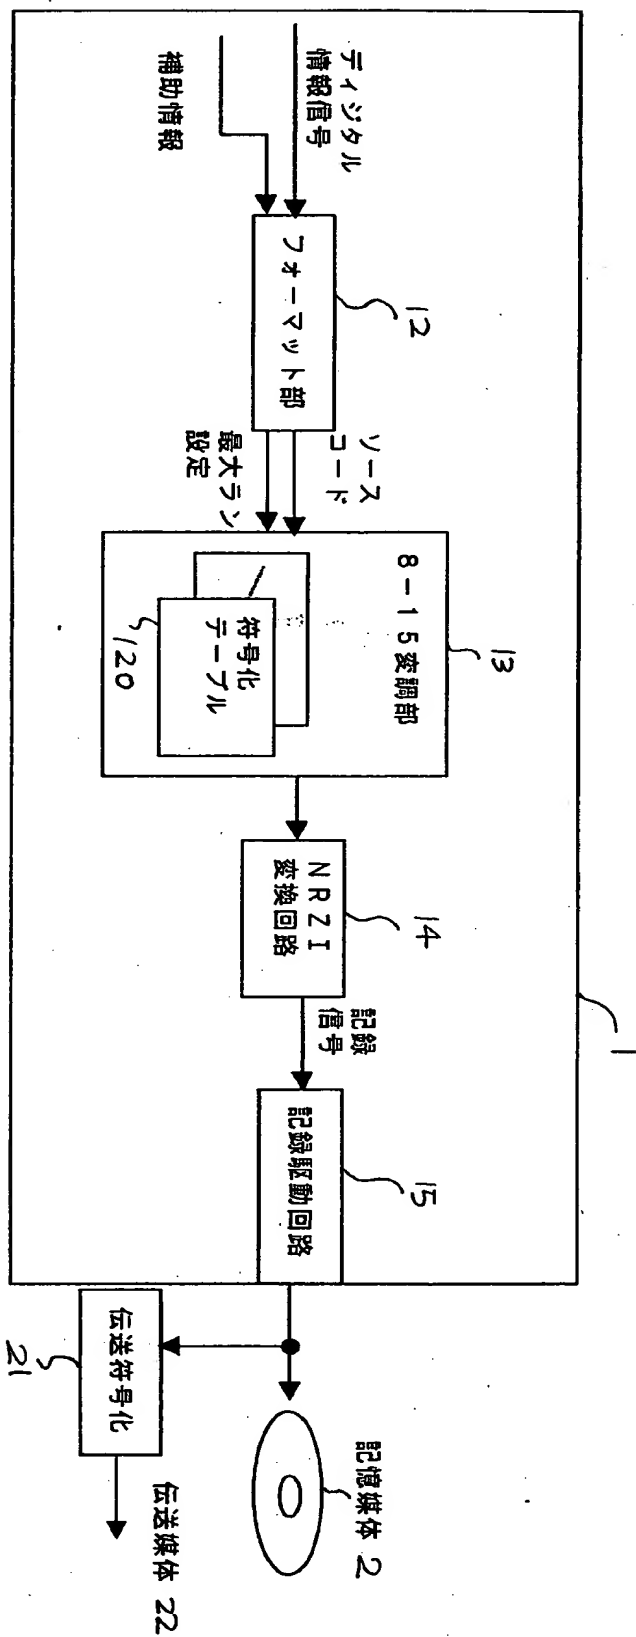 1
ディジタル
情報信号
補助情報
12
フォーマット部
ソース
コード
最大ラン
設定
13
8-15変調部
符号化
テーブル
120
14
NRZI
変換回路
記録
信号
15
記録駆動回路
記憶媒体 2
伝送符号化
21
伝送媒体 22